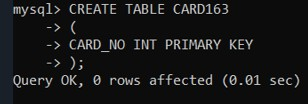 mysql> CREATE TABLE CARD163
-> (
-> CARD_NO INT PRIMARY KEY
-> );
Query OK, 0 rows affected (0.01 sec)